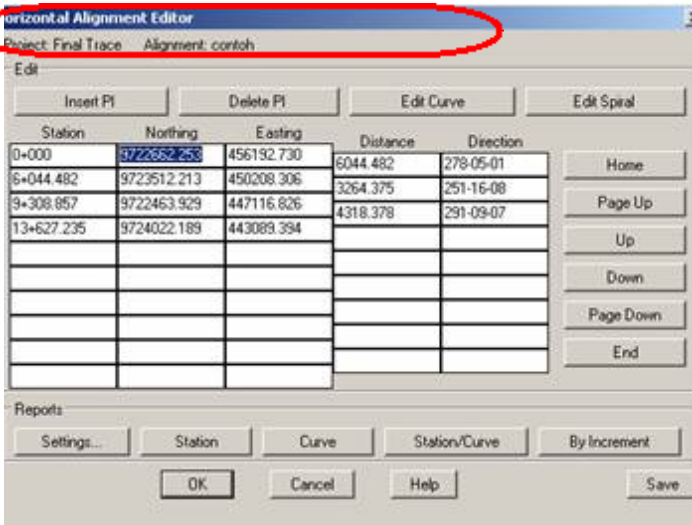 orizontal Alignment Editor
Project: Final Trace Alignment: contoh
Edit
Insert PI Delete PI Edit Curve Edit Spiral
Station Northing Easting Distance Direction
0+000 9722662.253 456192.730
6044.482 278-05-01
6+044.482 9723512.213 450208.306
3264.375 251-16-08
9+308.857 9722463.929 447116.826
4318.378 291-09-07
13+627.235 9724022.189 443089.394
Home
Page Up
Up
Down
Page Down
End
Reports
Settings... Station Curve Station/Curve By Increment
OK Cancel Help Save